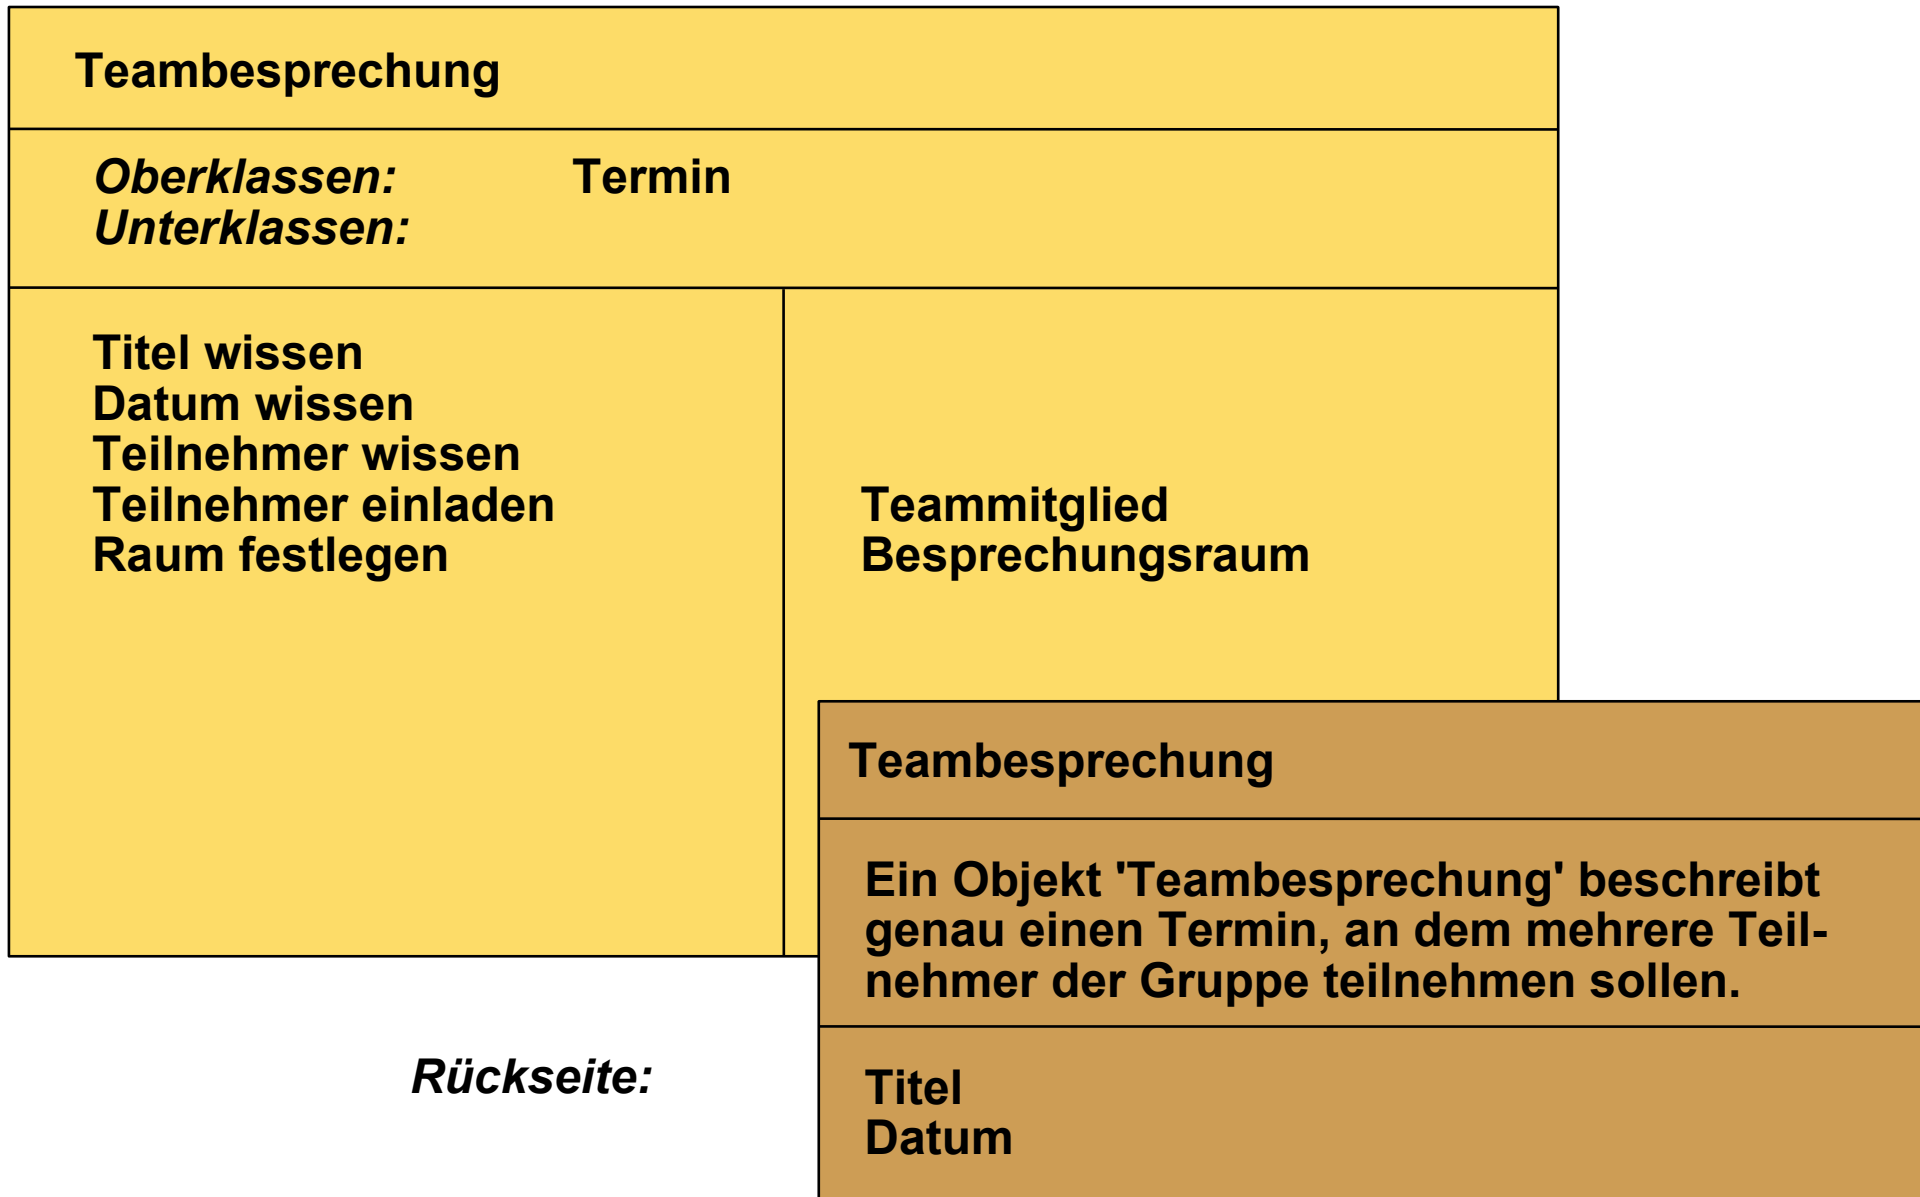 Teambesprechung
Oberklassen: Termin
Unterklassen:
Titel wissen
Datum wissen
Teilnehmer wissen
Teilnehmer einladen
Raum festlegen
Teammitglied
Besprechungsraum
Rückseite:
Teambesprechung
Ein Objekt 'Teambesprechung' beschreibt
genau einen Termin, an dem mehrere Teil-
nehmer der Gruppe teilnehmen sollen.
Titel
Datum